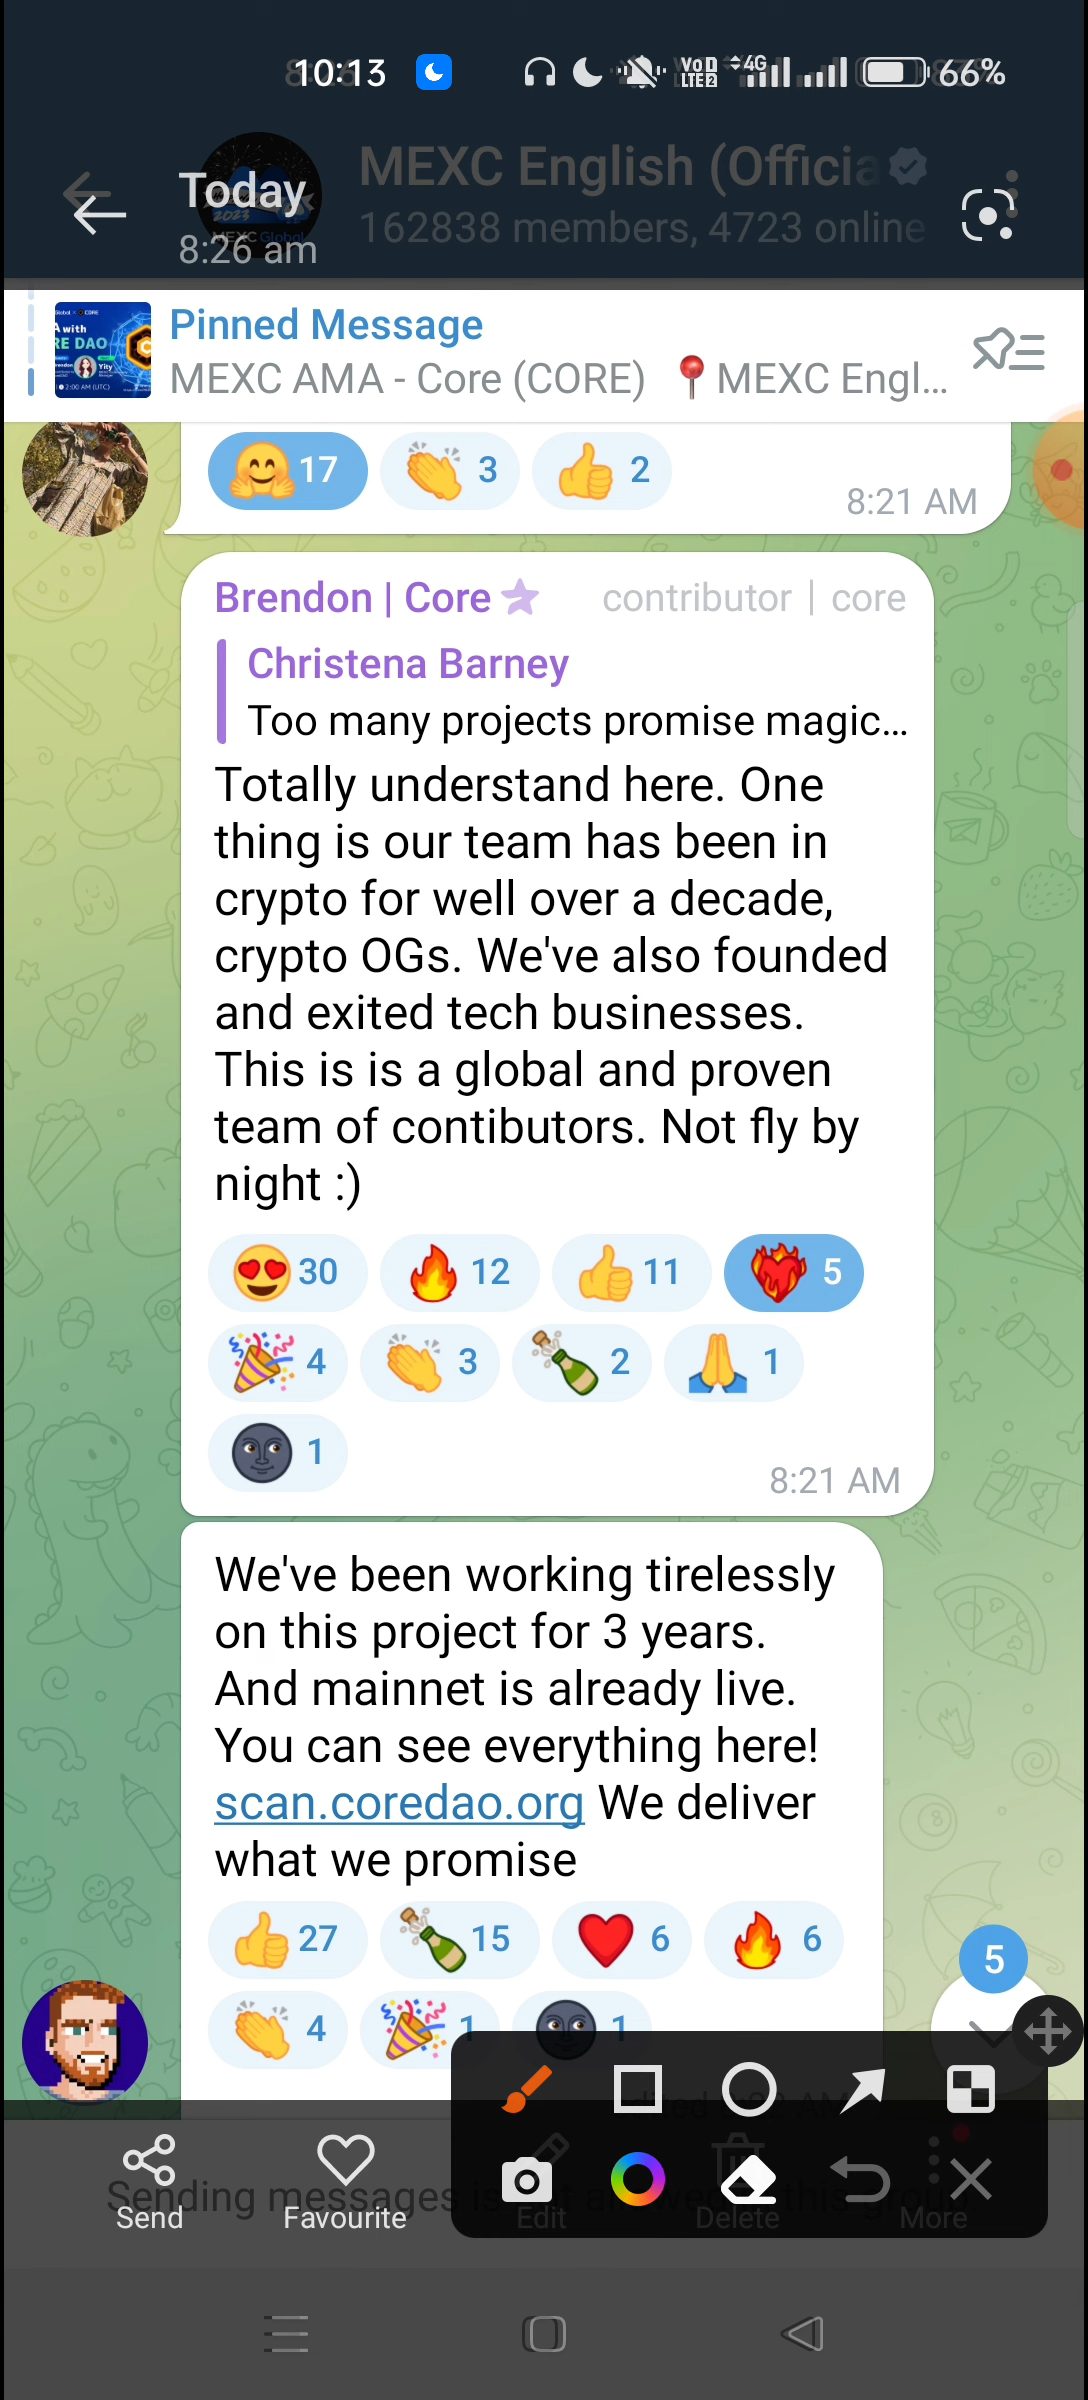 10:13
VoD
LTE 2
4G
66%
MEXC English (Officia
Today
162838 members, 4723 online
8:26 am
Pinned Message
MEXC AMA - Core (CORE) 📍MEXC Engl...
🤗 17 👏 3 👍 2
8:21 AM
Brendon | Core contributor | core
Christena Barney
Too many projects promise magic...
Totally understand here. One
thing is our team has been in
crypto for well over a decade,
crypto OGs. We've also founded
and exited tech businesses.
This is is a global and proven
team of contibutors. Not fly by
night :)
😍 30 🔥 12 👍 11 ❤️‍🔥 5
🎉 4 👏 3 🍾 2 🙏 1
🌚 1
8:21 AM
We've been working tirelessly
on this project for 3 years.
And mainnet is already live.
You can see everything here!
scan.coredao.org We deliver
what we promise
👍 27 🍾 15 ❤️ 6 🔥 6
5
👏 4 🎉 1 🌚 1
Sending messages
Send
Favourite
Edit
Delete
More